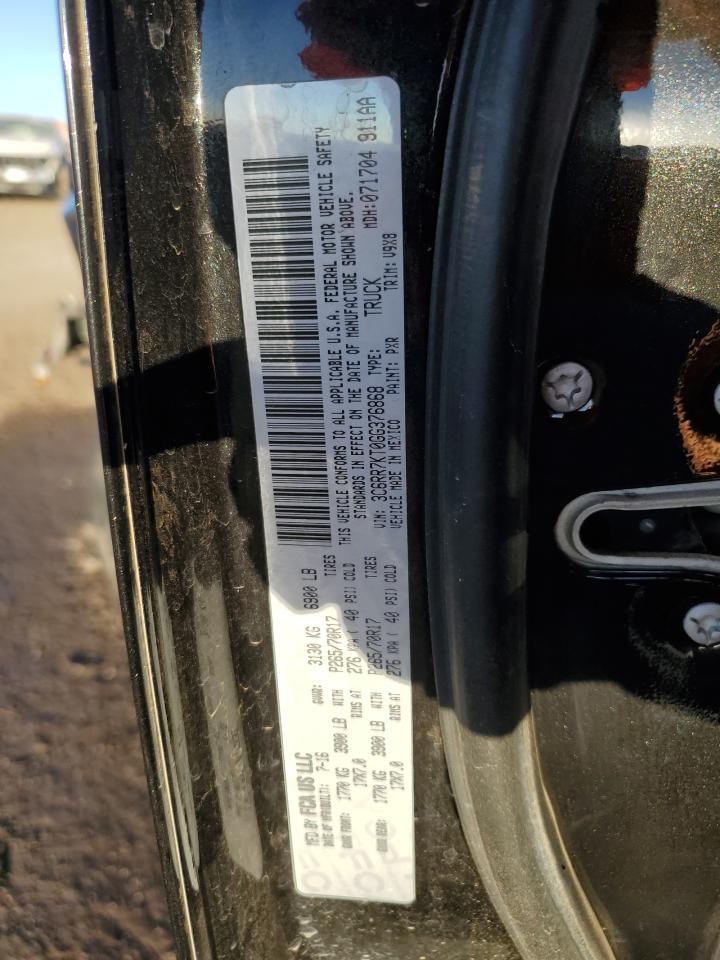 MFD BY FCA US LLC
DATE OF MFR(BUILT): 7-16 GVWR: 3130 KG 6900 LB
GAWR FRONT: 1770 KG 3900 LB WITH P265/70R17 TIRES
17X7.0 RIMS AT 276 KPA ( 40 PSI) COLD
GAWR REAR: 1770 KG 3900 LB WITH P265/70R17 TIRES
17X7.0 RIMS AT 276 KPA ( 40 PSI) COLD
THIS VEHICLE CONFORMS TO ALL APPLICABLE U.S.A. FEDERAL MOTOR VEHICLE SAFETY
STANDARDS IN EFFECT ON THE DATE OF MANUFACTURE SHOWN ABOVE.
VIN: 3C6RR7KT0GG376868 TYPE: TRUCK MDH:071704 911AA
VEHICLE MADE IN MEXICO PAINT: PXR TRIM: V9X8